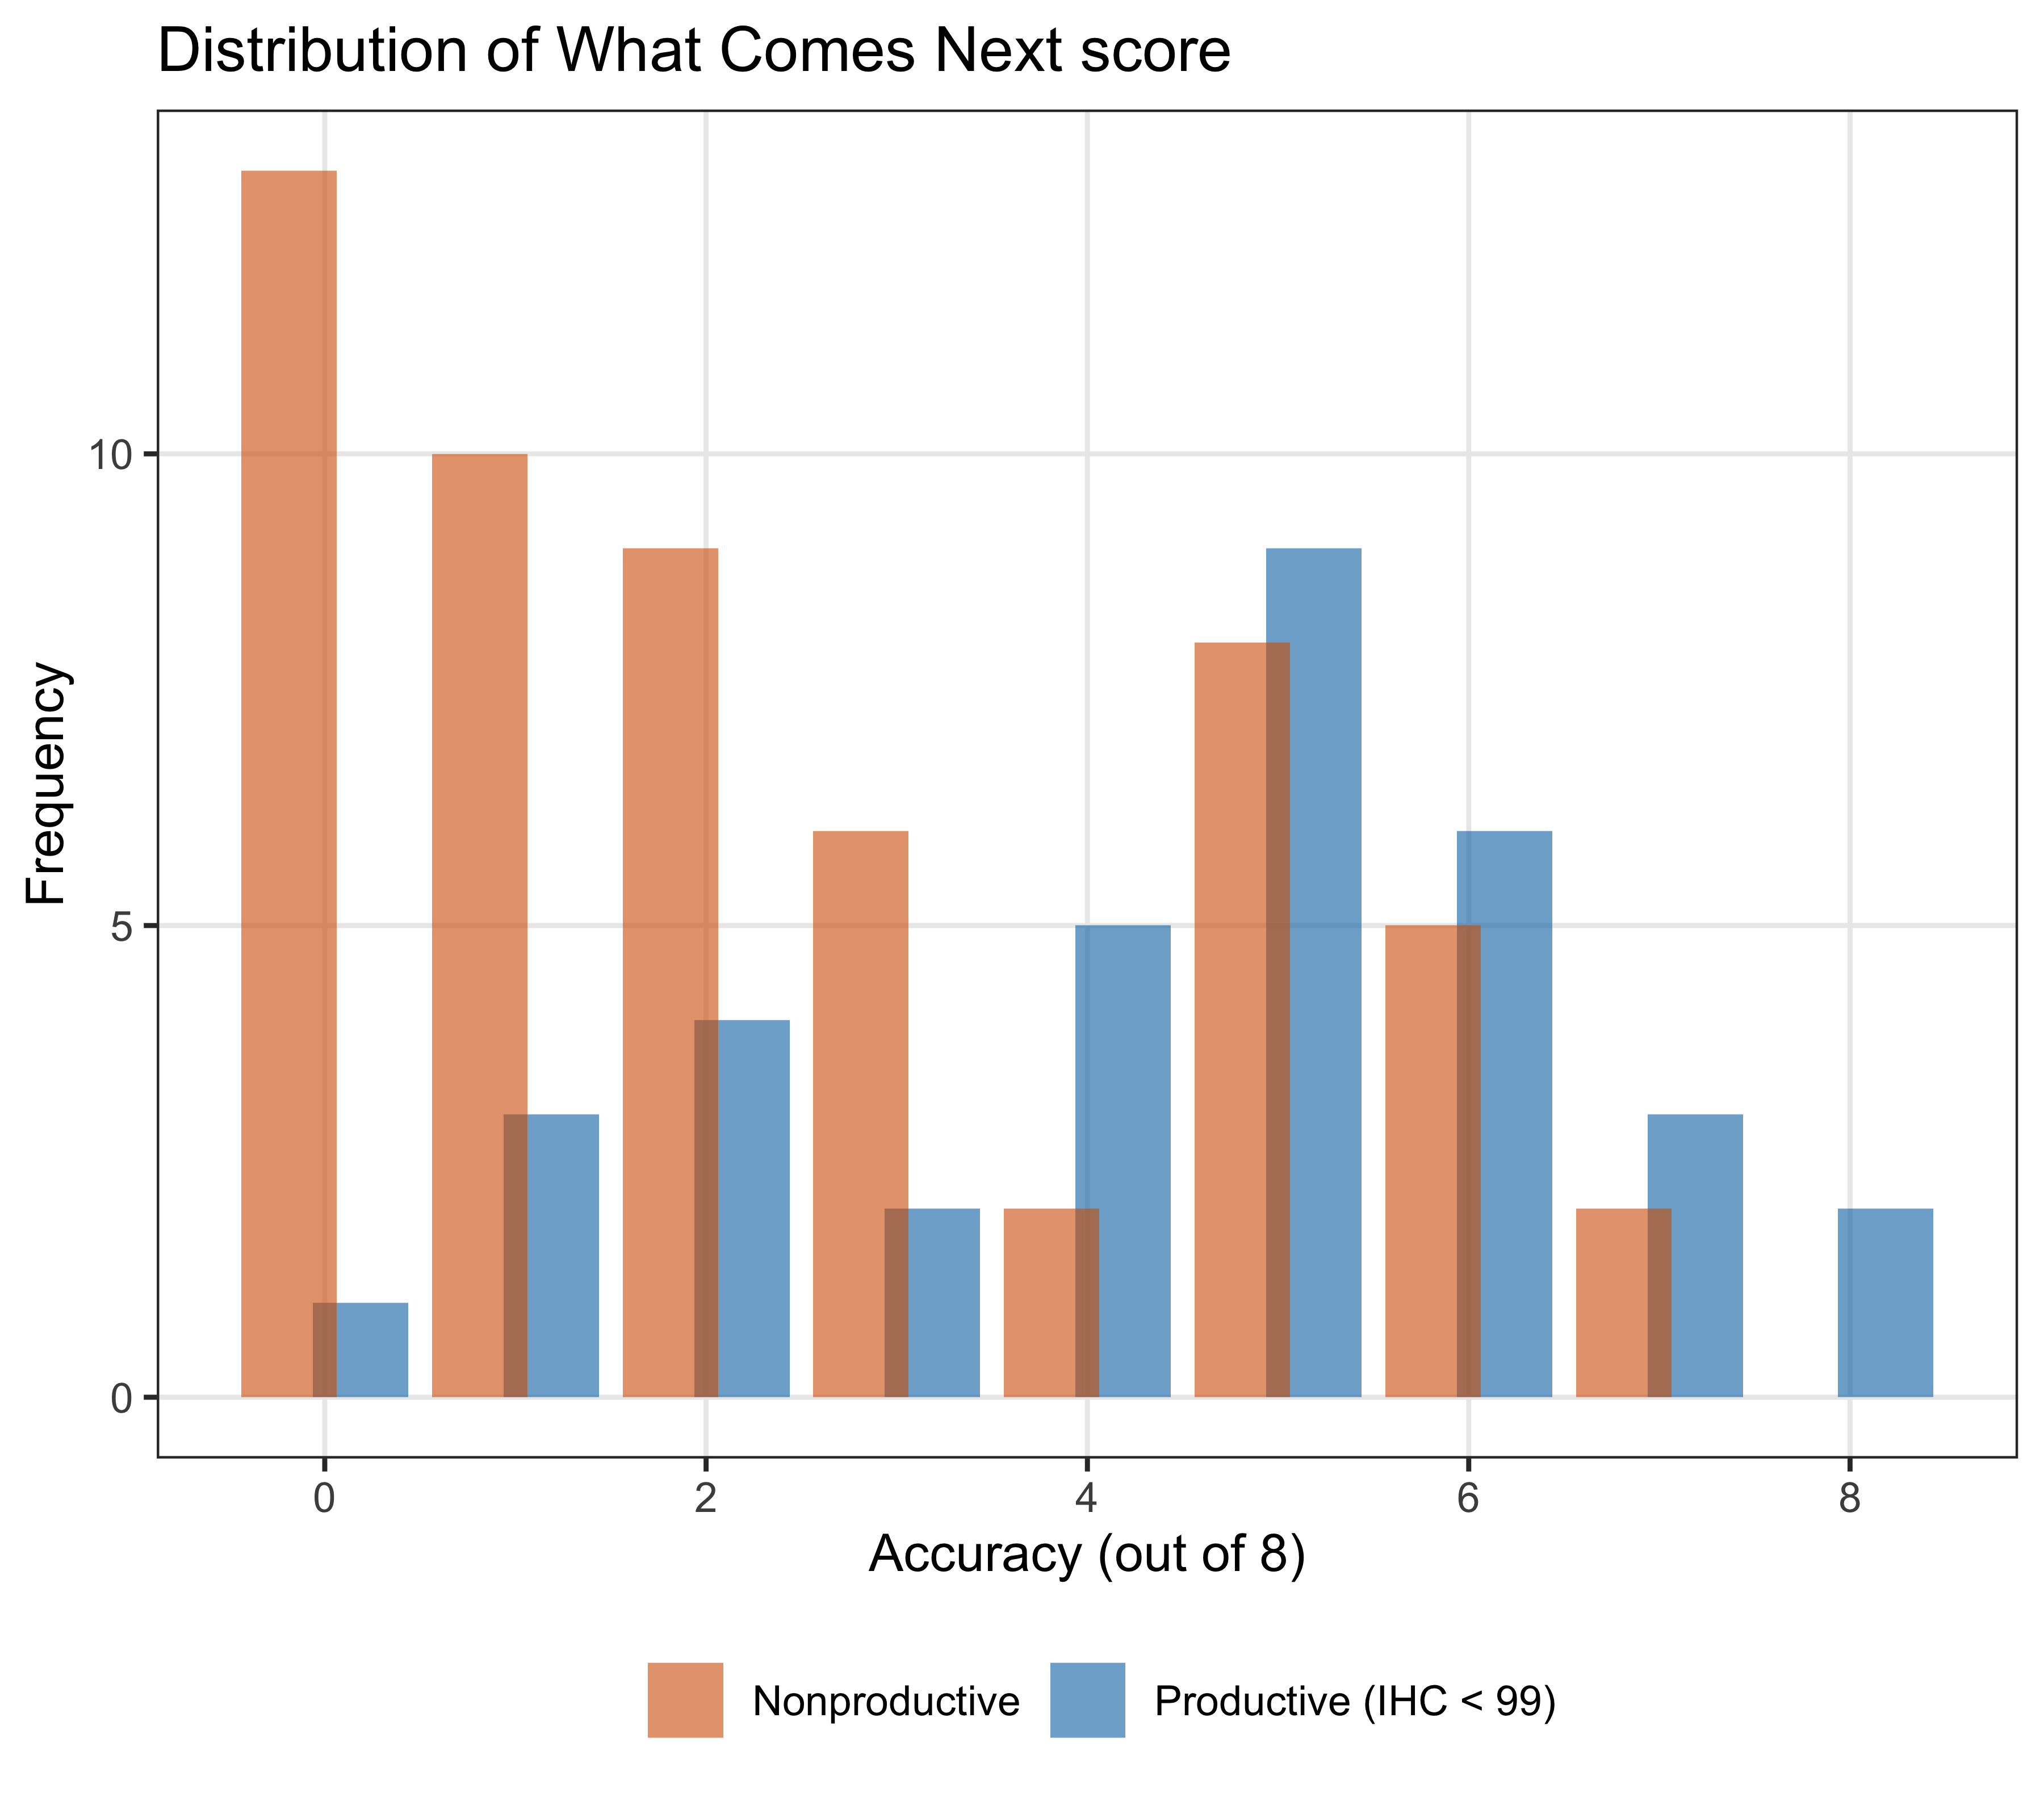 Distribution of What Comes Next score
Frequency
10
5
0
0 2 4 6 8
Accuracy (out of 8)
Nonproductive Productive (IHC < 99)